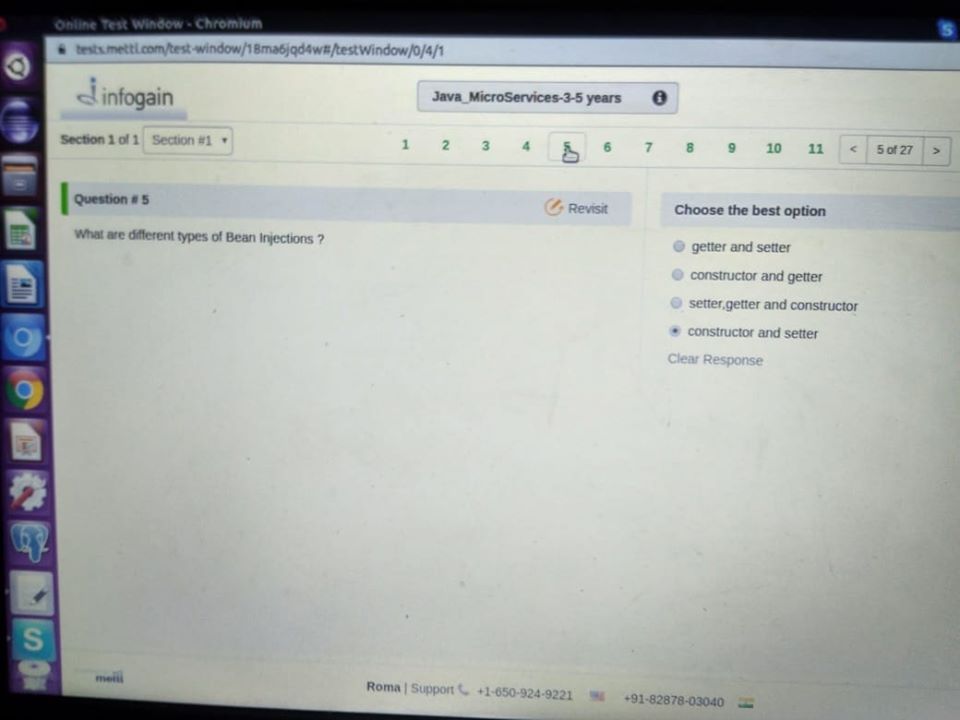 Online Test Window - Chromium
tests.mettl.com/test-window/18ma6jqd4w#/testWindow/0/4/1
infogain
Java_MicroServices-3-5 years
Section 1 of 1 Section #1
1 2 3 4 5 6 7 8 9 10 11 < 5 of 27 >
Question # 5
Revisit
What are different types of Bean Injections ?
Choose the best option
getter and setter
constructor and getter
setter,getter and constructor
constructor and setter
Clear Response
mettl
Roma | Support +1-650-924-9221 +91-82878-03040
S
S